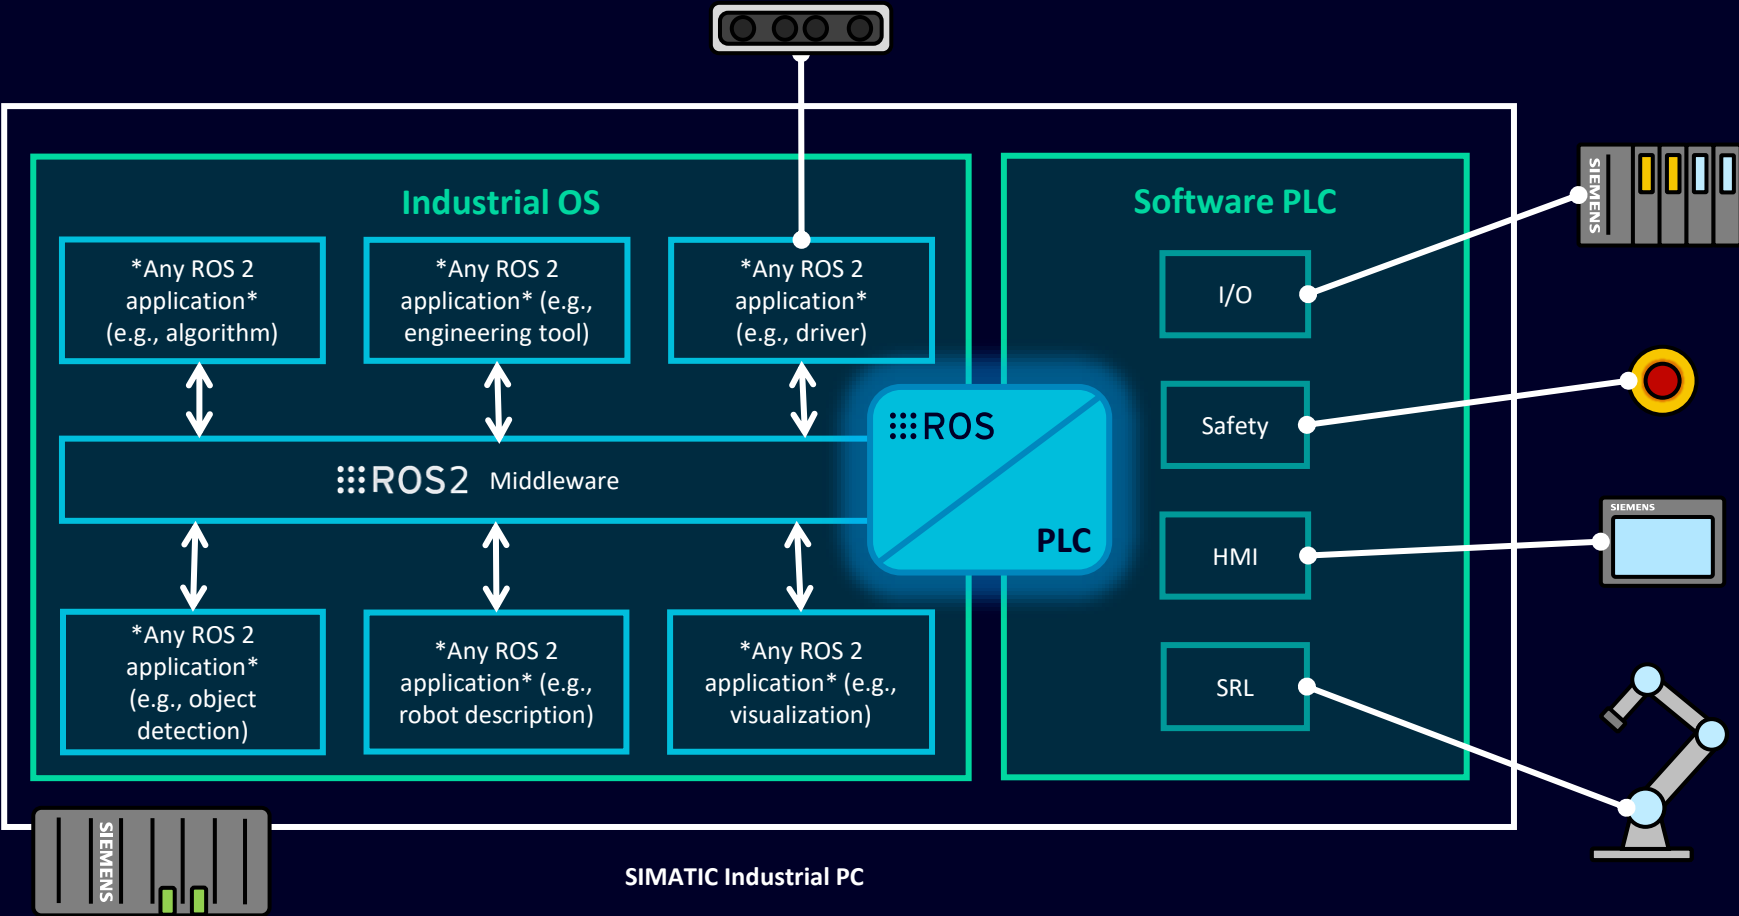 Industrial OS
Software PLC
*Any ROS 2
application*
(e.g., algorithm)
*Any ROS 2
application* (e.g.,
engineering tool)
*Any ROS 2
application*
(e.g., driver)
ROS
PLC
ROS2 Middleware
*Any ROS 2
application*
(e.g., object
detection)
*Any ROS 2
application* (e.g.,
robot description)
*Any ROS 2
application* (e.g.,
visualization)
I/O
Safety
HMI
SRL
SIEMENS
SIEMENS
SIEMENS
SIMATIC Industrial PC